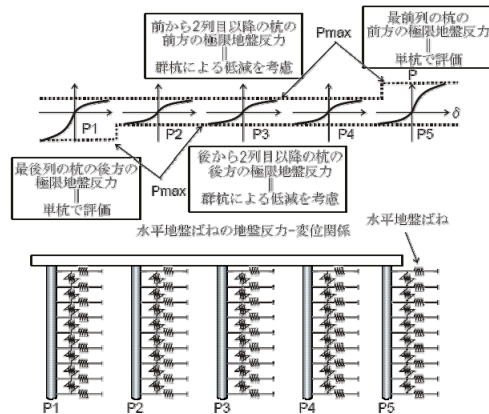 前から2列目以降の杭の
前方の極限地盤反力
||
群杭による低減を考慮
Pmax
最前列の杭の
前方の極限地盤反力
||
単杭で評価
P
δ
P1
P2
P3
P4
P5
最後列の杭の後方の
極限地盤反力
||
単杭で評価
Pmax
後から2列目以降の杭の
後方の極限地盤反力
||
群杭による低減を考慮
水平地盤ばねの地盤反力-変位関係
水平地盤ばね
P1
P2
P3
P4
P5